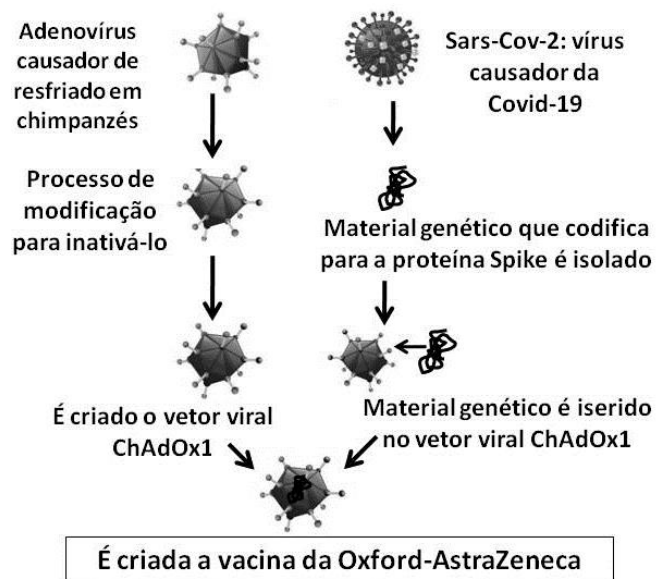 Adenovírus
causador de
resfriado em
chimpanzés
Sars-Cov-2: vírus
causador da
Covid-19
Processo de
modificação
para inativá-lo
Material genético que codifica
para a proteína Spike é isolado
É criado o vetor viral
ChAdOx1
Material genético é iserido
no vetor viral ChAdOx1
É criada a vacina da Oxford-AstraZeneca